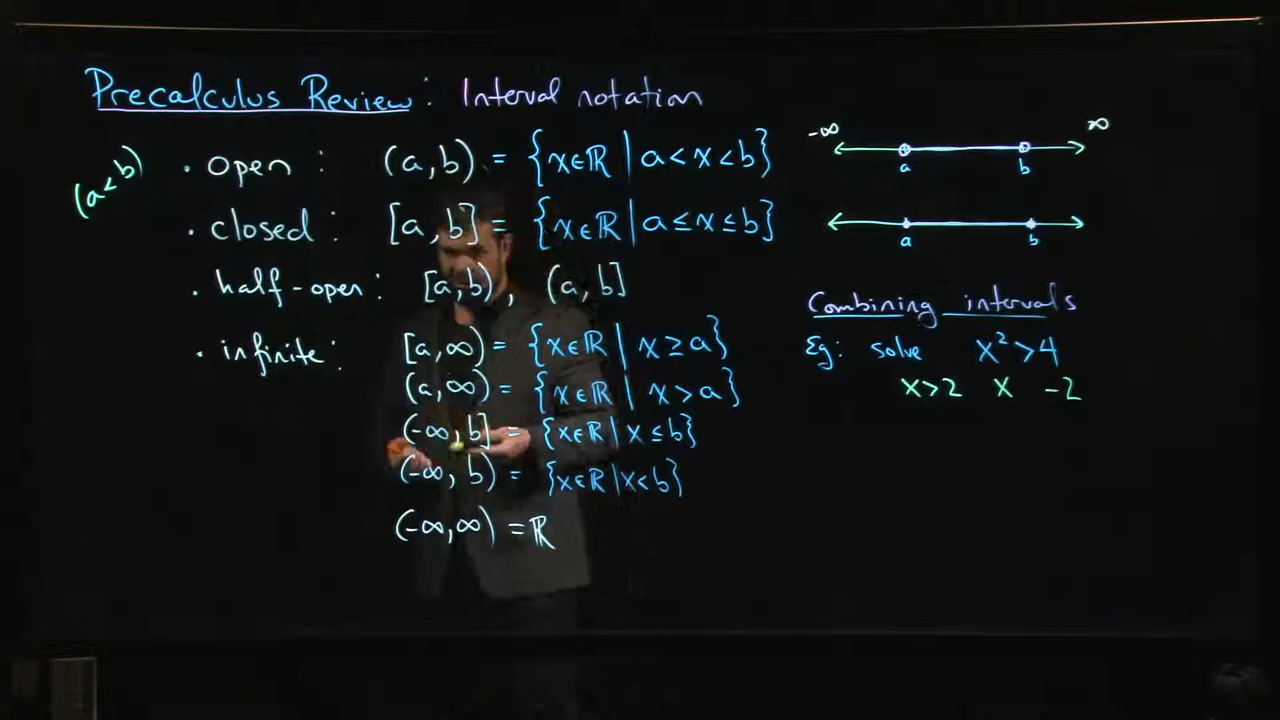 Precalculus Review: Interval notation
(a<b)
• open : (a,b) = {x∈ℝ | a<x<b}
• closed : [a,b] = {x∈ℝ | a≤x≤b}
• half-open : [a,b), (a,b]
• infinite : [a,∞) = {x∈ℝ | x≥a}
(a,∞) = {x∈ℝ | x>a}
(-∞,b] = {x∈ℝ | x≤b}
(-∞,b) = {x∈ℝ | x<b}
(-∞,∞) = ℝ
-∞ ∞
a b
a b
Combining intervals
Eg: solve x²>4
x>2 x -2